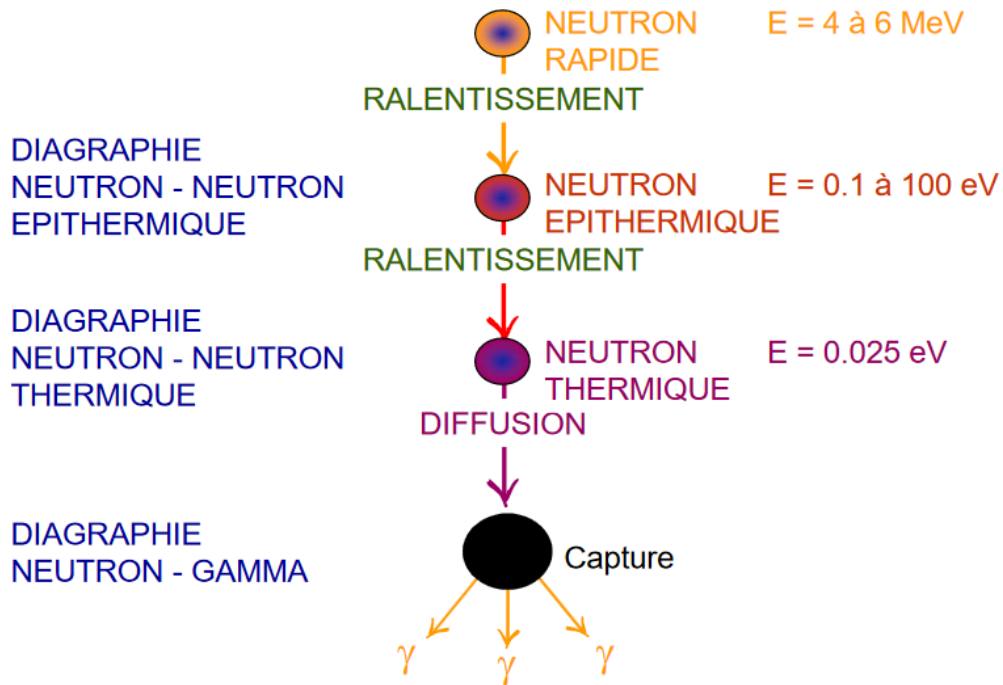 NEUTRON E = 4 à 6 MeV
RAPIDE
RALENTISSEMENT
DIAGRAPHIE
NEUTRON - NEUTRON
EPITHERMIQUE
NEUTRON E = 0.1 à 100 eV
EPITHERMIQUE
RALENTISSEMENT
DIAGRAPHIE
NEUTRON - NEUTRON
THERMIQUE
NEUTRON E = 0.025 eV
THERMIQUE
DIFFUSION
DIAGRAPHIE
NEUTRON - GAMMA
Capture
γ γ γ